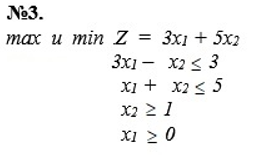 №3.
max и min Z = 3x1 + 5x2
3x1 – x2 ≤ 3
x1 + x2 ≤ 5
x2 ≥ 1
x1 ≥ 0